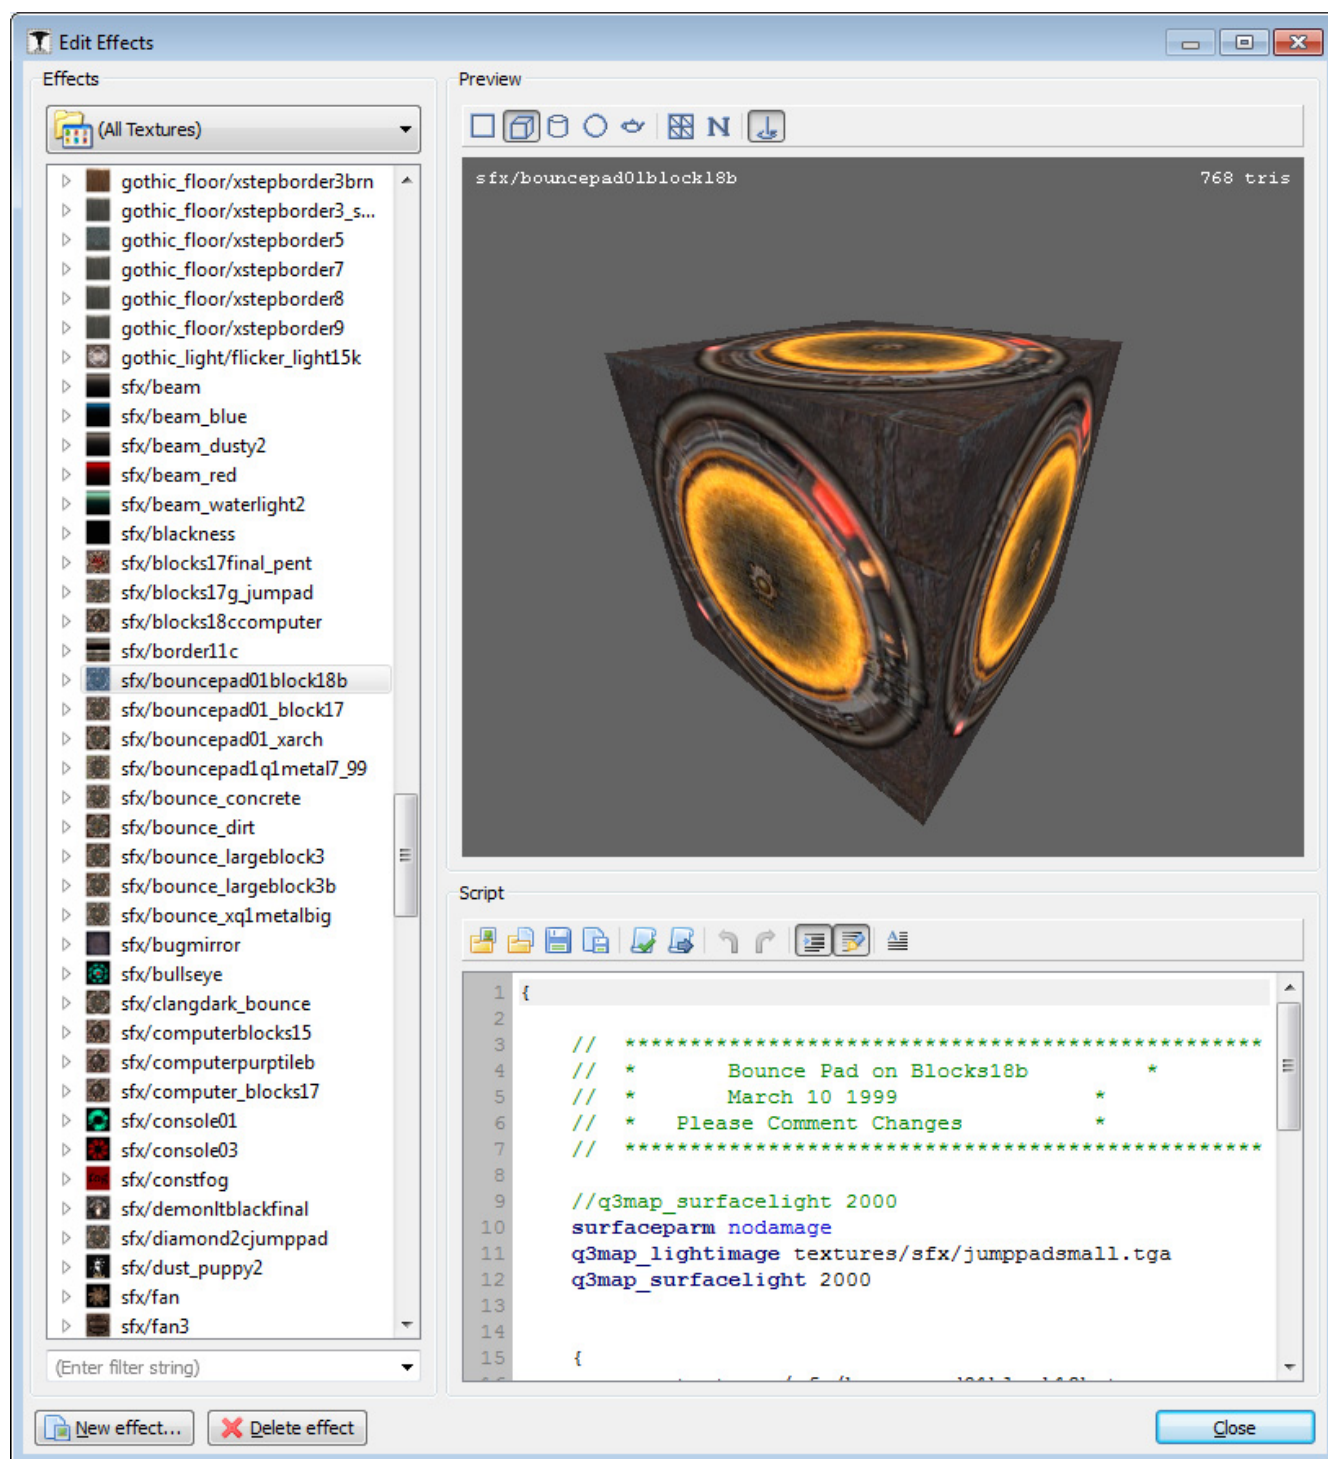 Edit Effects
Effects
(All Textures)
gothic_floor/xstepborder3brn
gothic_floor/xstepborder3_s...
gothic_floor/xstepborder5
gothic_floor/xstepborder7
gothic_floor/xstepborder8
gothic_floor/xstepborder9
gothic_light/flicker_light15k
sfx/beam
sfx/beam_blue
sfx/beam_dusty2
sfx/beam_red
sfx/beam_waterlight2
sfx/blackness
sfx/blocks17final_pent
sfx/blocks17g_jumpad
sfx/blocks18ccomputer
sfx/border11c
sfx/bouncepad01block18b
sfx/bouncepad01_block17
sfx/bouncepad01_xarch
sfx/bouncepad1q1metal7_99
sfx/bounce_concrete
sfx/bounce_dirt
sfx/bounce_largeblock3
sfx/bounce_largeblock3b
sfx/bounce_xq1metalbig
sfx/bugmirror
sfx/bullseye
sfx/clangdark_bounce
sfx/computerblocks15
sfx/computerpurptileb
sfx/computer_blocks17
sfx/console01
sfx/console03
sfx/constfog
sfx/demonltblackfinal
sfx/diamond2cjumppad
sfx/dust_puppy2
sfx/fan
sfx/fan3
(Enter filter string)
New effect...
Delete effect
Preview
N
sfx/bouncepad01block18b
768 tris
Script
1 {
2
3 // **************************************************
4 // * Bounce Pad on Blocks18b *
5 // * March 10 1999 *
6 // * Please Comment Changes *
7 // **************************************************
8
9 //q3map_surfacelight 2000
10 surfaceparm nodamage
11 q3map_lightimage textures/sfx/jumppadsmall.tga
12 q3map_surfacelight 2000
13
14
15 {
Close